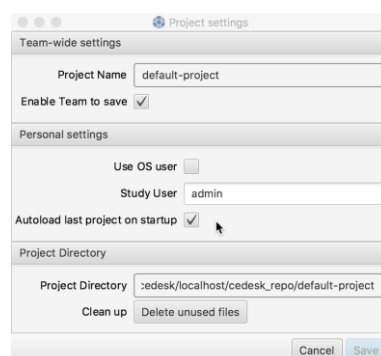 Project settings
Team-wide settings
Project Name default-project
Enable Team to save
Personal settings
Use OS user
Study User admin
Autoload last project on startup
Project Directory
Project Directory :cedesk/localhost/cedesk_repo/default-project
Clean up Delete unused files
Cancel Save